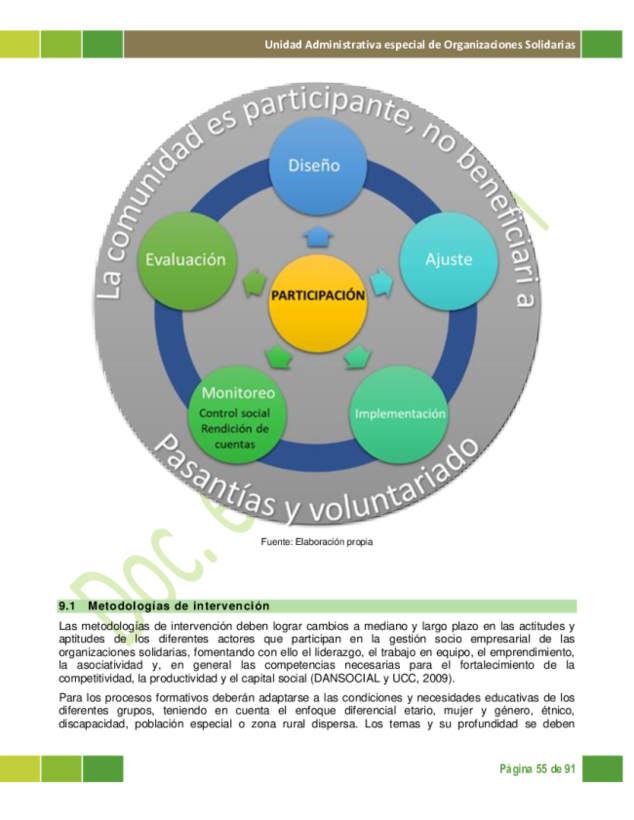 Unidad Administrativa especial de Organizaciones Solidarias
La comunidad es participante, no beneficiari a
Diseño
Evaluación
Ajuste
PARTICIPACIÓN
Monitoreo
Control social
Rendición de
cuentas
Implementación
Pasantías y voluntariado
Fuente: Elaboración propia
Doc. e
9.1 Metodologías de intervención
Las metodologías de intervención deben lograr cambios a mediano y largo plazo en las actitudes y
aptitudes de los diferentes actores que participan en la gestión socio empresarial de las
organizaciones solidarias, fomentando con ello el liderazgo, el trabajo en equipo, el emprendimiento,
la asociatividad y, en general las competencias necesarias para el fortalecimiento de la
competitividad, la productividad y el capital social (DANSOCIAL y UCC, 2009).
Para los procesos formativos deberán adaptarse a las condiciones y necesidades educativas de los
diferentes grupos, teniendo en cuenta el enfoque diferencial etario, mujer y género, étnico,
discapacidad, población especial o zona rural dispersa. Los temas y su profundidad se deben
Página 55 de 91